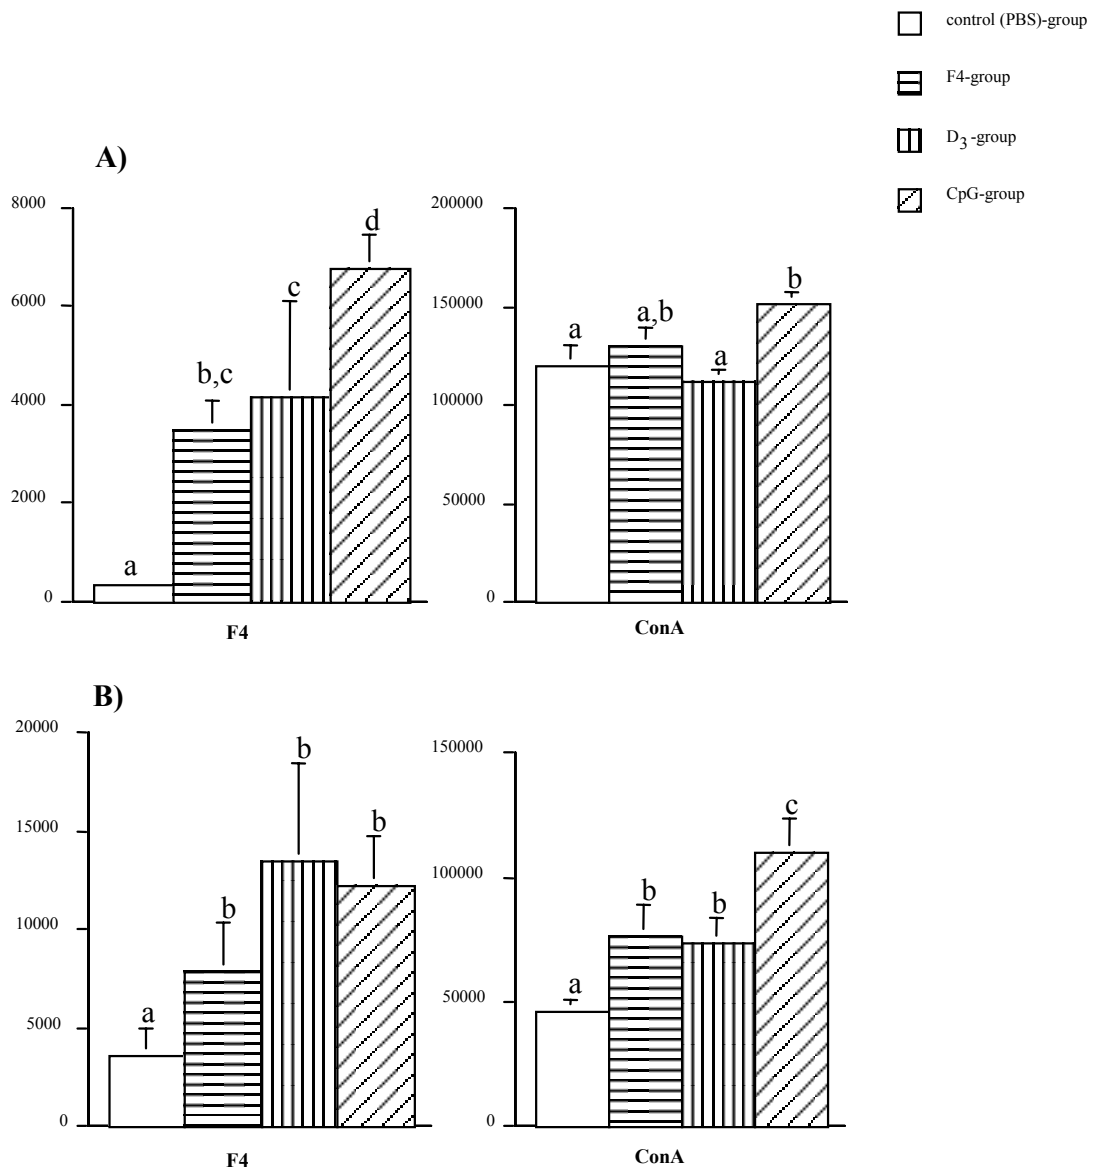 control (PBS)-group
F4-group
D3-group
CpG-group
A)
8000
6000
4000
2000
0
a
b,c
c
d
F4
200000
150000
100000
50000
0
a
a,b
a
b
ConA
B)
20000
15000
10000
5000
0
a
b
b
b
F4
150000
100000
50000
0
a
b
b
c
ConA